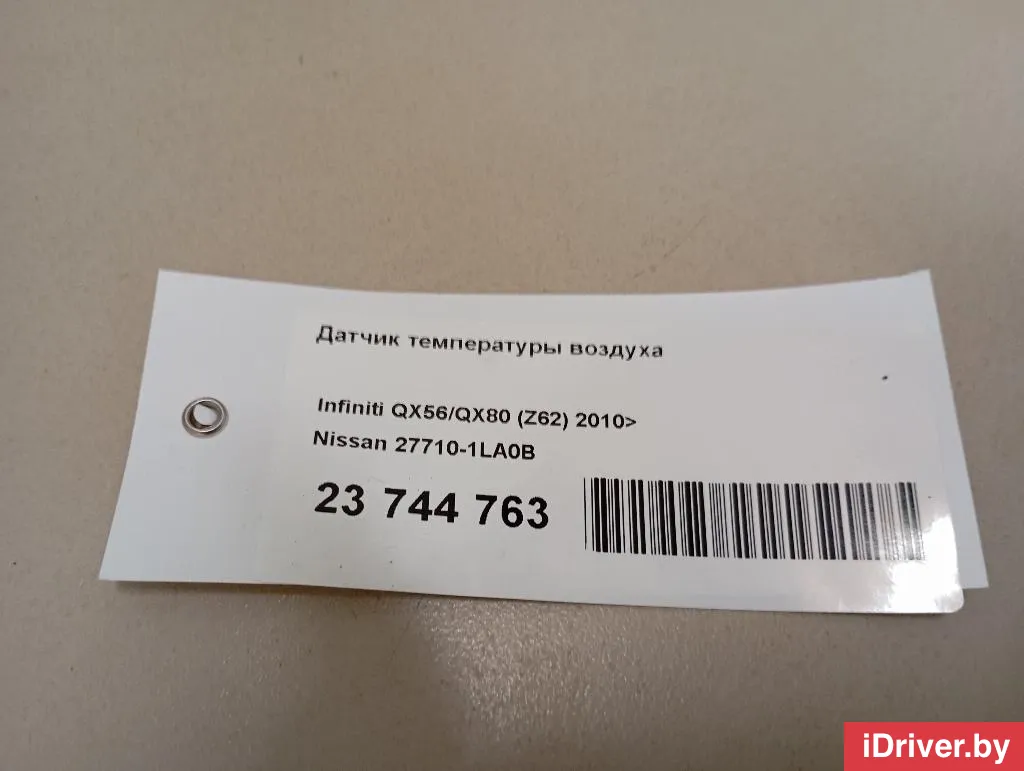 Датчик температуры воздуха
Infiniti QX56/QX80 (Z62) 2010>
Nissan 27710-1LA0B
23 744 763
iDriver.by